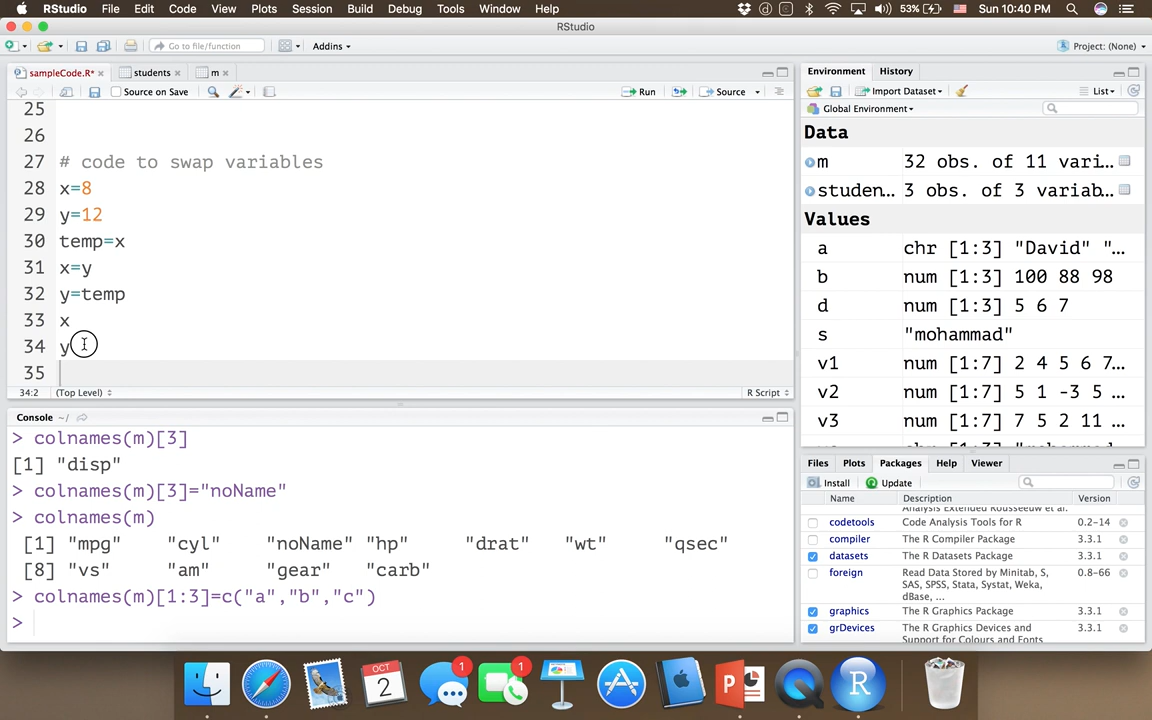 RStudio File Edit Code View Plots Session Build Debug Tools Window Help 53% Sun 10:40 PM
RStudio
Go to file/function Addins Project: (None)
sampleCode.R* students m
Source on Save Run Source
25
26
27 # code to swap variables
28 x=8
29 y=12
30 temp=x
31 x=y
32 y=temp
33 x
34 y
35
34:2 (Top Level) R Script
Console ~/
> colnames(m)[3]
[1] "disp"
> colnames(m)[3]="noName"
> colnames(m)
[1] "mpg" "cyl" "noName" "hp" "drat" "wt" "qsec"
[8] "vs" "am" "gear" "carb"
> colnames(m)[1:3]=c("a","b","c")
>
Environment History
Import Dataset List
Global Environment
Data
m 32 obs. of 11 vari...
studen... 3 obs. of 3 variab...
Values
a chr [1:3] "David" "...
b num [1:3] 100 88 98
d num [1:3] 5 6 7
s "mohammad"
v1 num [1:7] 2 4 5 6 7...
v2 num [1:7] 5 1 -3 5 ...
v3 num [1:7] 7 5 2 11 ...
Files Plots Packages Help Viewer
Install Update
Name Description Version
Analysis Extended Rousseeuw et al.
codetools Code Analysis Tools for R 0.2-14
compiler The R Compiler Package 3.3.1
datasets The R Datasets Package 3.3.1
foreign Read Data Stored by Minitab, S, 0.8-66
SAS, SPSS, Stata, Systat, Weka,
dBase, ...
graphics The R Graphics Package 3.3.1
grDevices The R Graphics Devices and 3.3.1
Support for Colours and Fonts
OCT
2
1
1
P
R